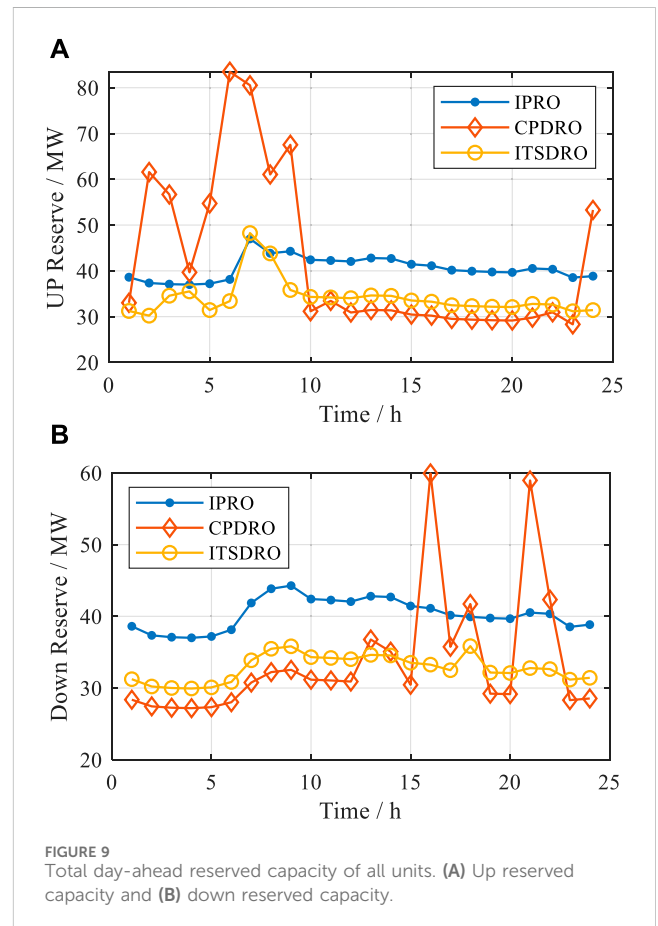 A
UP Reserve / MW
80
70
60
50
40
30
20
IPRO
CPDRO
ITSDRO
0 5 10 15 20 25
Time / h
B
Down Reserve / MW
60
50
40
30
20
IPRO
CPDRO
ITSDRO
0 5 10 15 20 25
Time / h
FIGURE 9
Total day-ahead reserved capacity of all units. (A) Up reserved
capacity and (B) down reserved capacity.